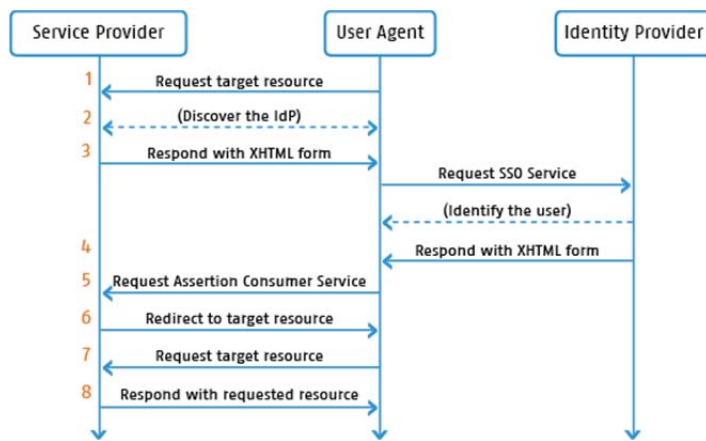 Service Provider
User Agent
Identity Provider
1
Request target resource
2
(Discover the IdP)
3
Respond with XHTML form
Request SSO Service
(Identify the user)
4
Respond with XHTML form
5
Request Assertion Consumer Service
6
Redirect to target resource
7
Request target resource
8
Respond with requested resource